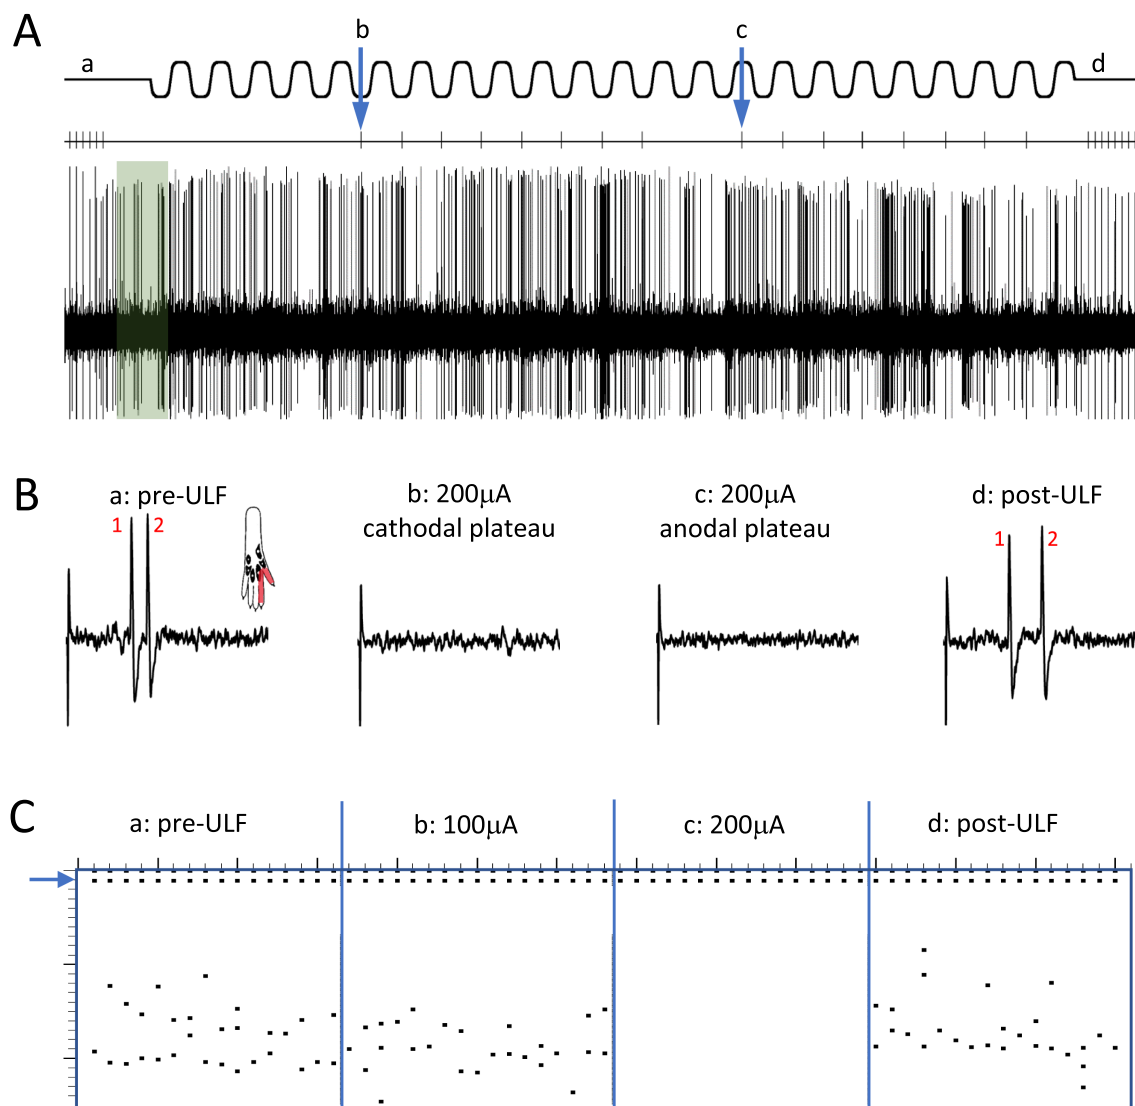 A
a
b
c
d
B
a: pre-ULF
b: 200μA
cathodal plateau
c: 200μA
anodal plateau
d: post-ULF
1
2
1
2
C
a: pre-ULF
b: 100μA
c: 200μA
d: post-ULF